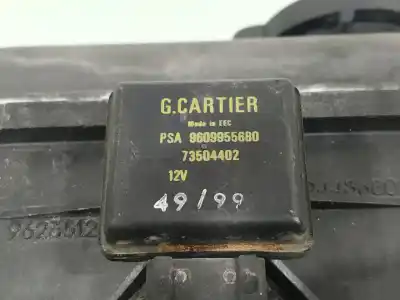 G.CARTIER
Made in EEC
PSA 9609955680
73504402
12V
49/99